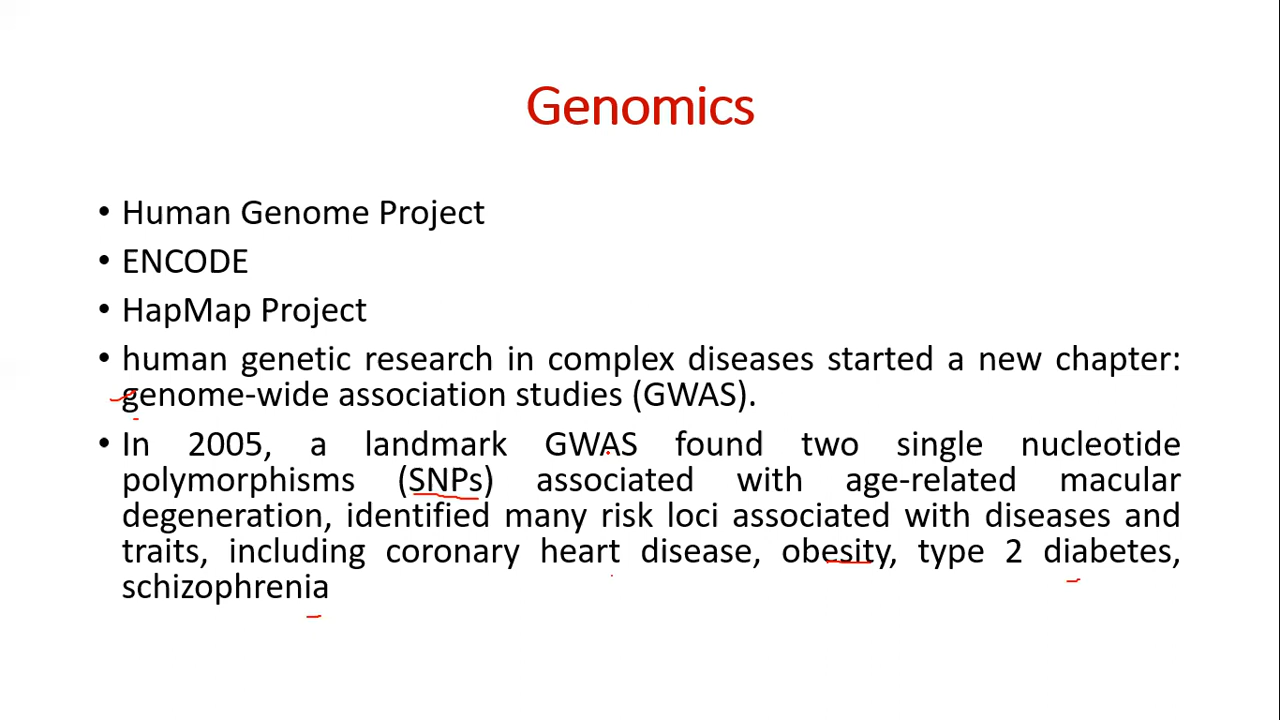 Genomics
• Human Genome Project
• ENCODE
• HapMap Project
• human genetic research in complex diseases started a new chapter:
genome-wide association studies (GWAS).
• In 2005, a landmark GWAS found two single nucleotide
polymorphisms (SNPs) associated with age-related macular
degeneration, identified many risk loci associated with diseases and
traits, including coronary heart disease, obesity, type 2 diabetes,
schizophrenia